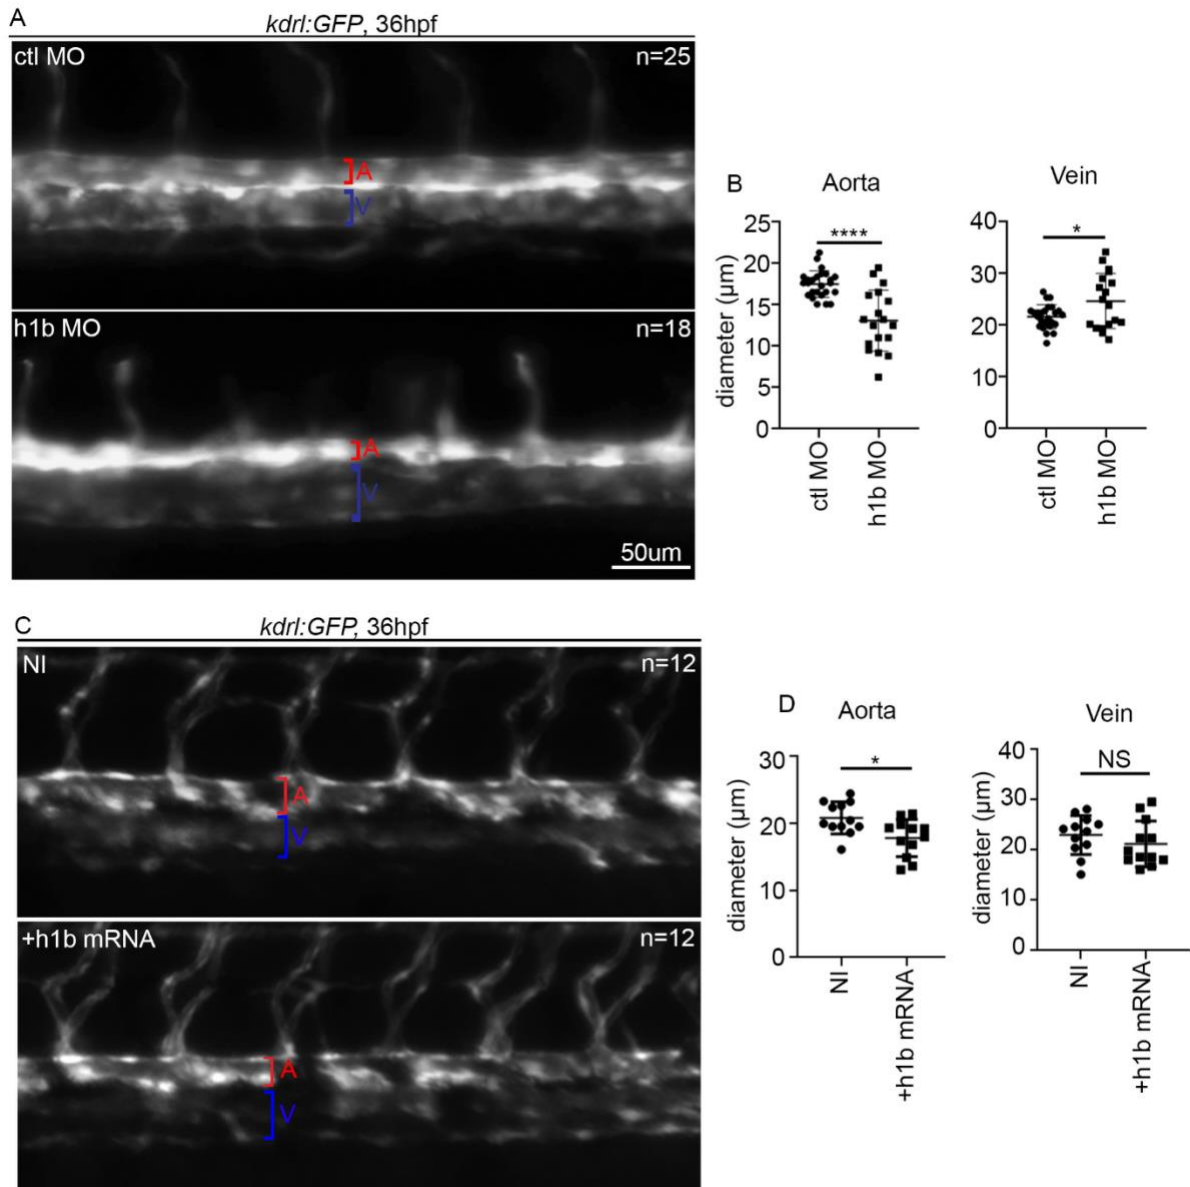 A
kdrl:GFP, 36hpf
ctl MO
n=25
A
V
h1b MO
n=18
A
V
50um
B
Aorta
Vein
diameter (µm)
25
20
15
10
5
0
****
ctl MO
h1b MO
diameter (µm)
40
30
20
10
0
*
ctl MO
h1b MO
C
kdrl:GFP, 36hpf
NI
n=12
A
V
+h1b mRNA
n=12
A
V
D
Aorta
Vein
diameter (µm)
30
20
10
0
*
NI
+h1b mRNA
diameter (µm)
40
30
20
10
0
NS
NI
+h1b mRNA